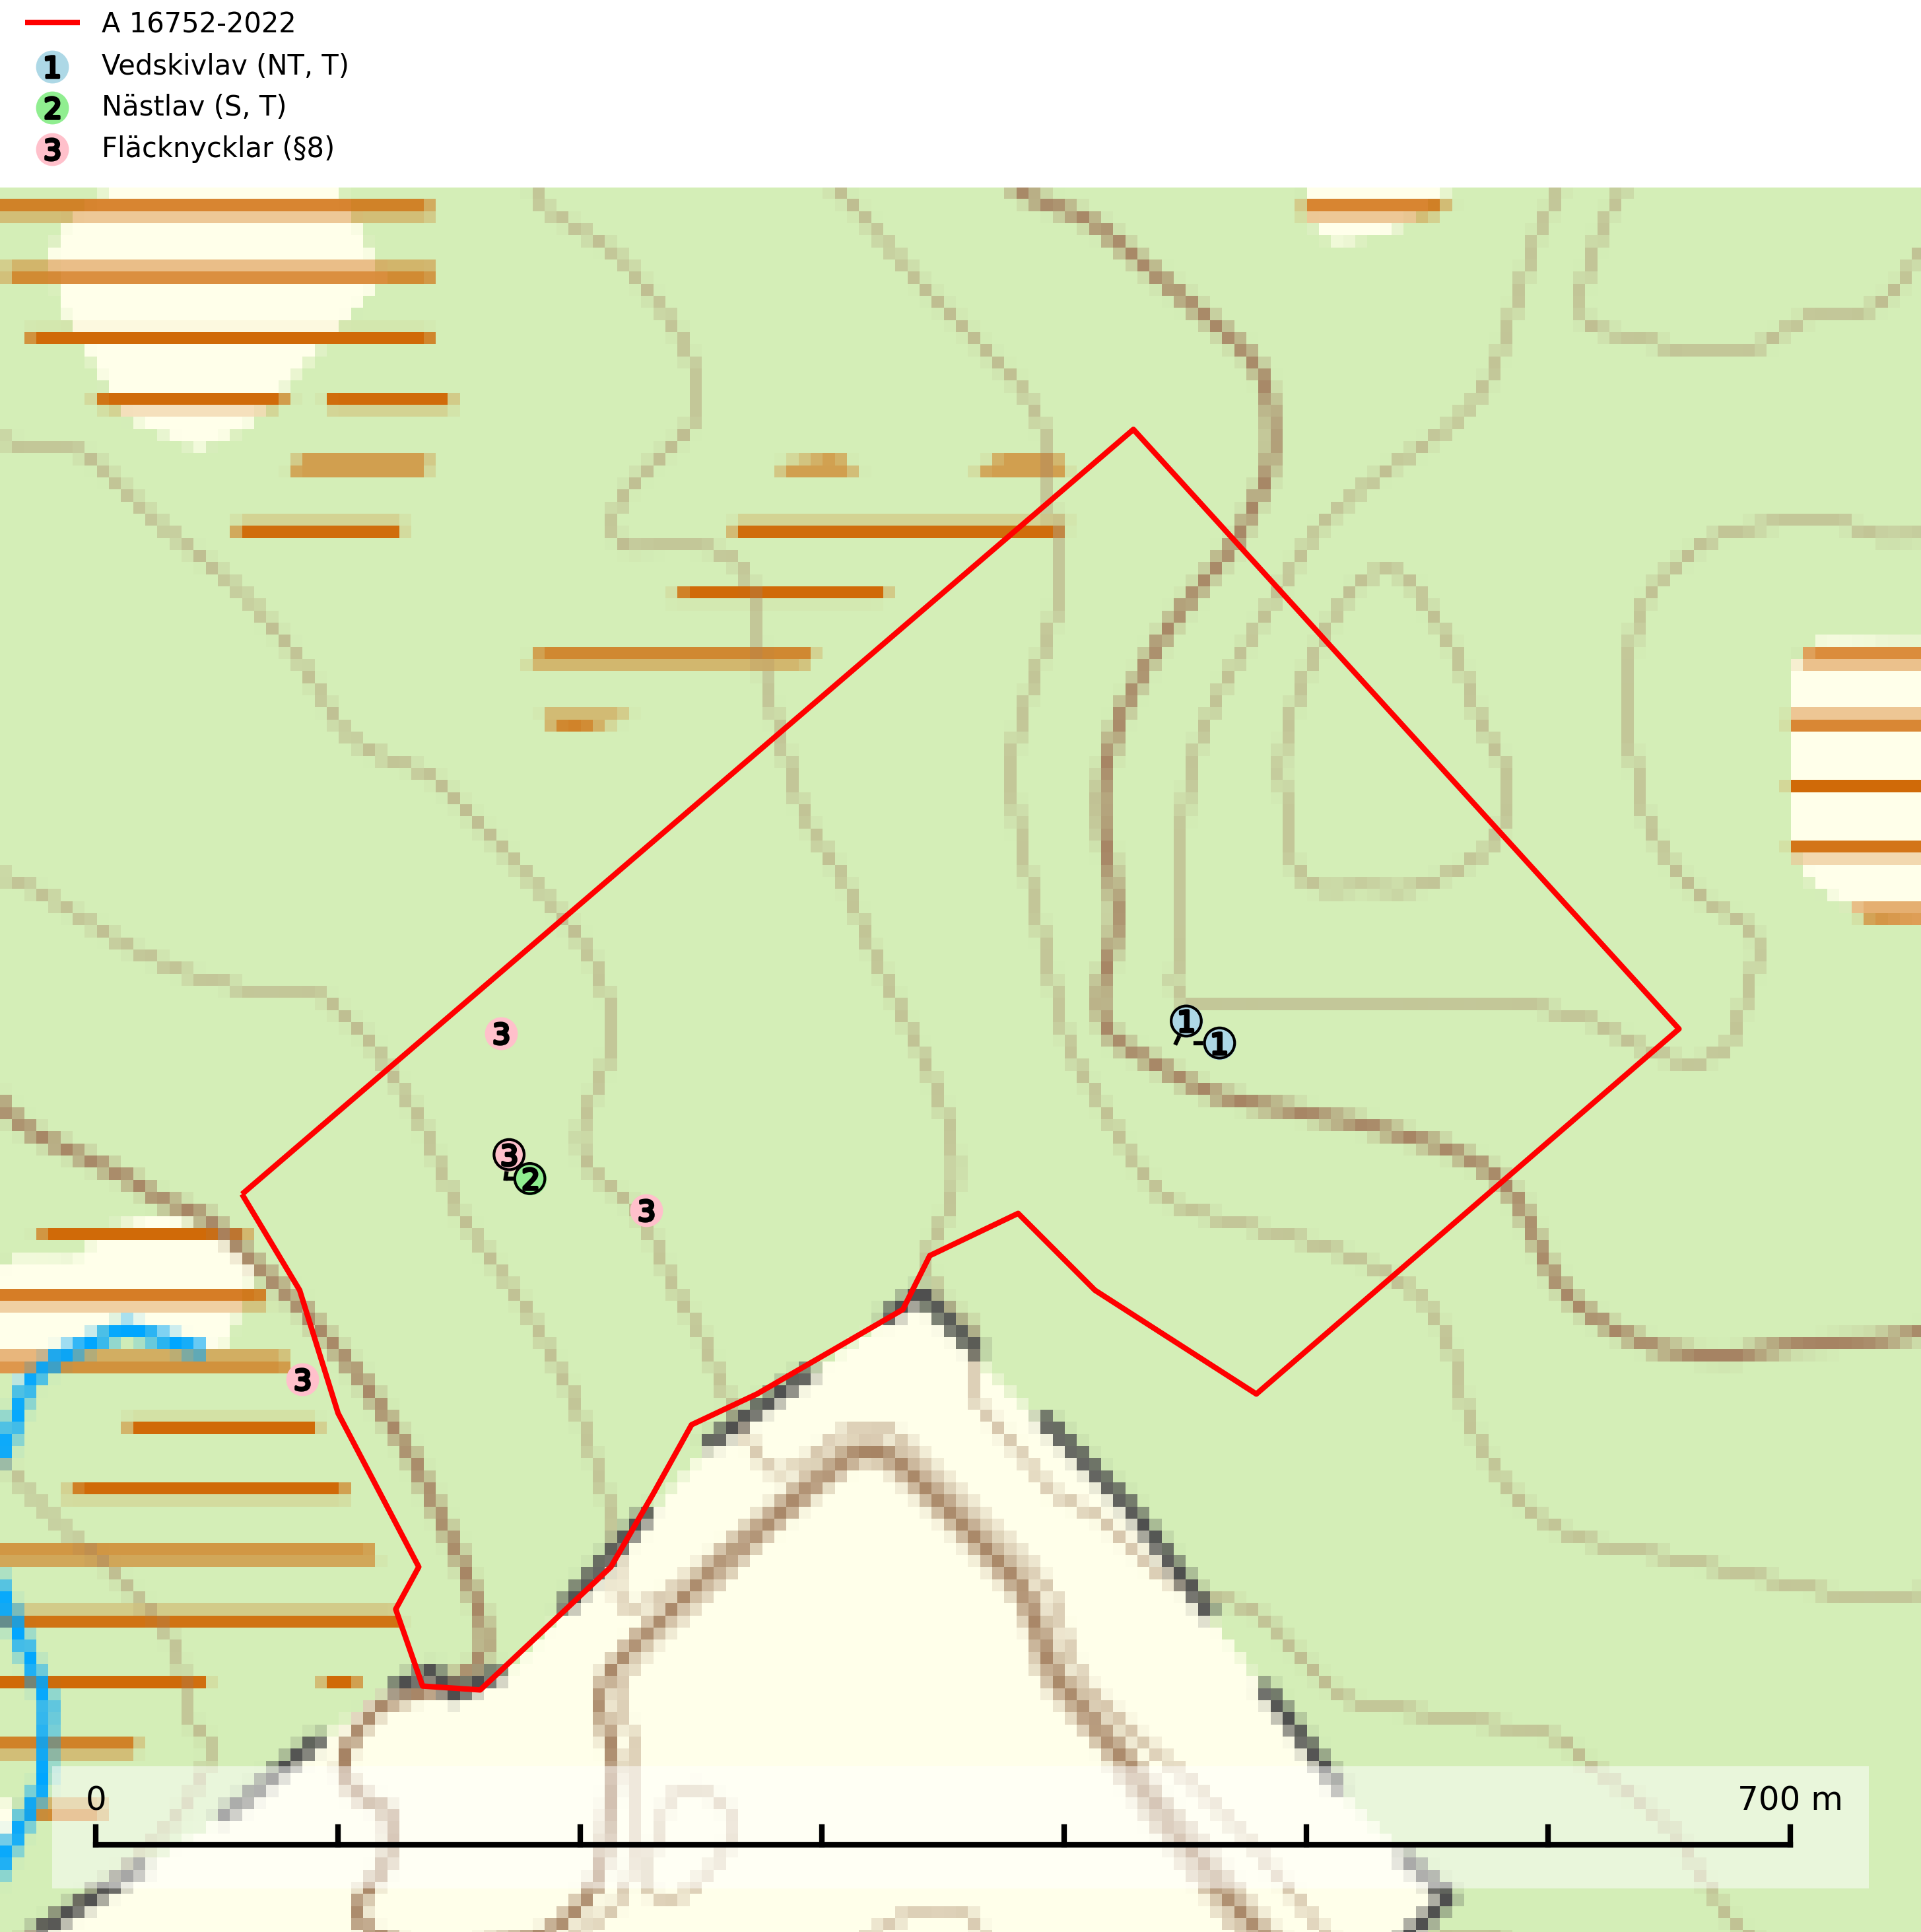 A 16752-2022
1 Vedskivlav (NT, T)
2 Nästlav (S, T)
3 Fläcknycklar (§8)
3
1
1
3
2
3
3
0 700 m